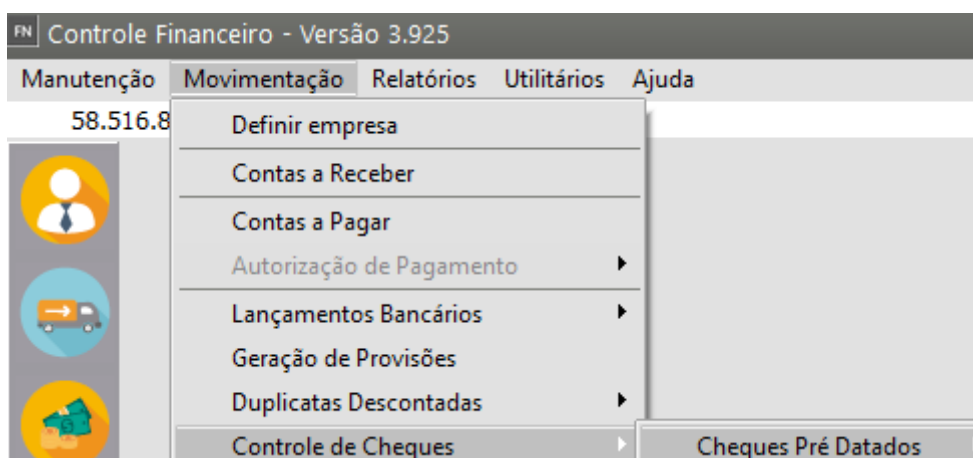 FN Controle Financeiro - Versão 3.925
Manutenção Movimentação Relatórios Utilitários Ajuda
58.516.8
Definir empresa
Contas a Receber
Contas a Pagar
Autorização de Pagamento
Lançamentos Bancários
Geração de Provisões
Duplicatas Descontadas
Controle de Cheques Cheques Pré Datados